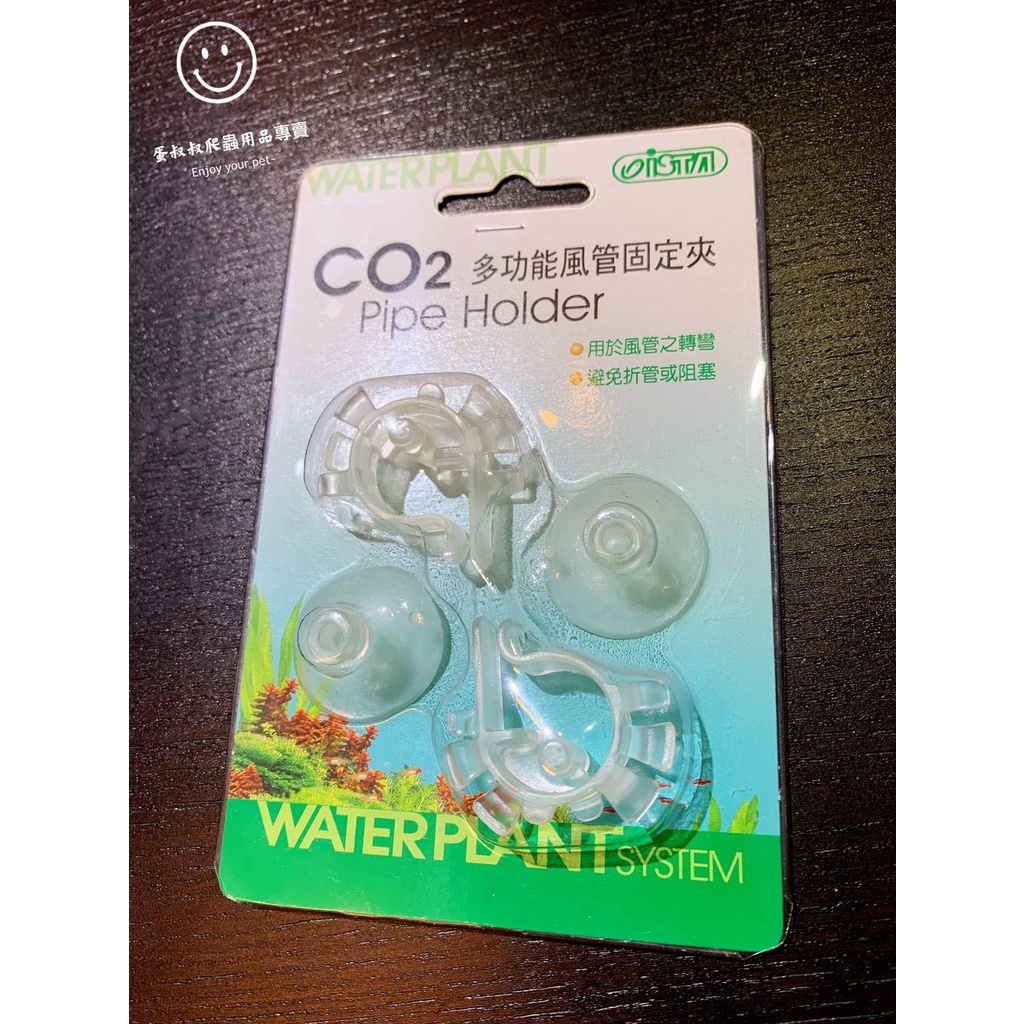 蛋叔叔爬蟲用品專賣
Enjoy your pet-
WATER PLANT
iSTA
CO2 多功能風管固定夾
Pipe Holder
用於風管之轉彎
避免折管或阻塞
WATER PLANT SYSTEM